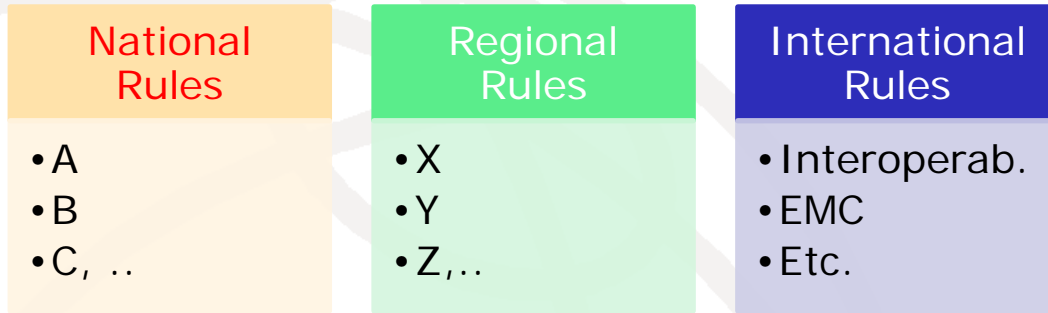 National
Rules
• A
• B
• C, ..
Regional
Rules
• X
• Y
• Z,..
International
Rules
• Interoperab.
• EMC
• Etc.